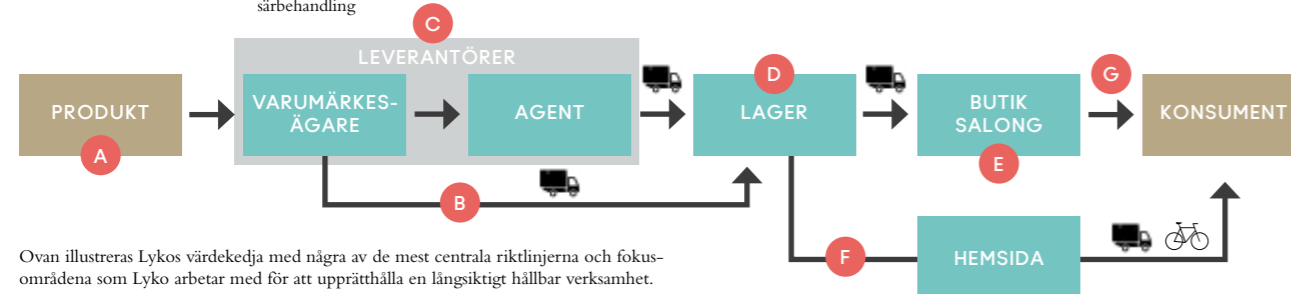 särbehandling
C
LEVERANTÖRER
D
G
PRODUKT
VARUMÄRKES-
ÄGARE
AGENT
LAGER
BUTIK
SALONG
KONSUMENT
A
E
B
F
HEMSIDA
Ovan illustreras Lykos värdekedja med några av de mest centrala riktlinjerna och fokus-
områdena som Lyko arbetar med för att upprätthålla en långsiktigt hållbar verksamhet.